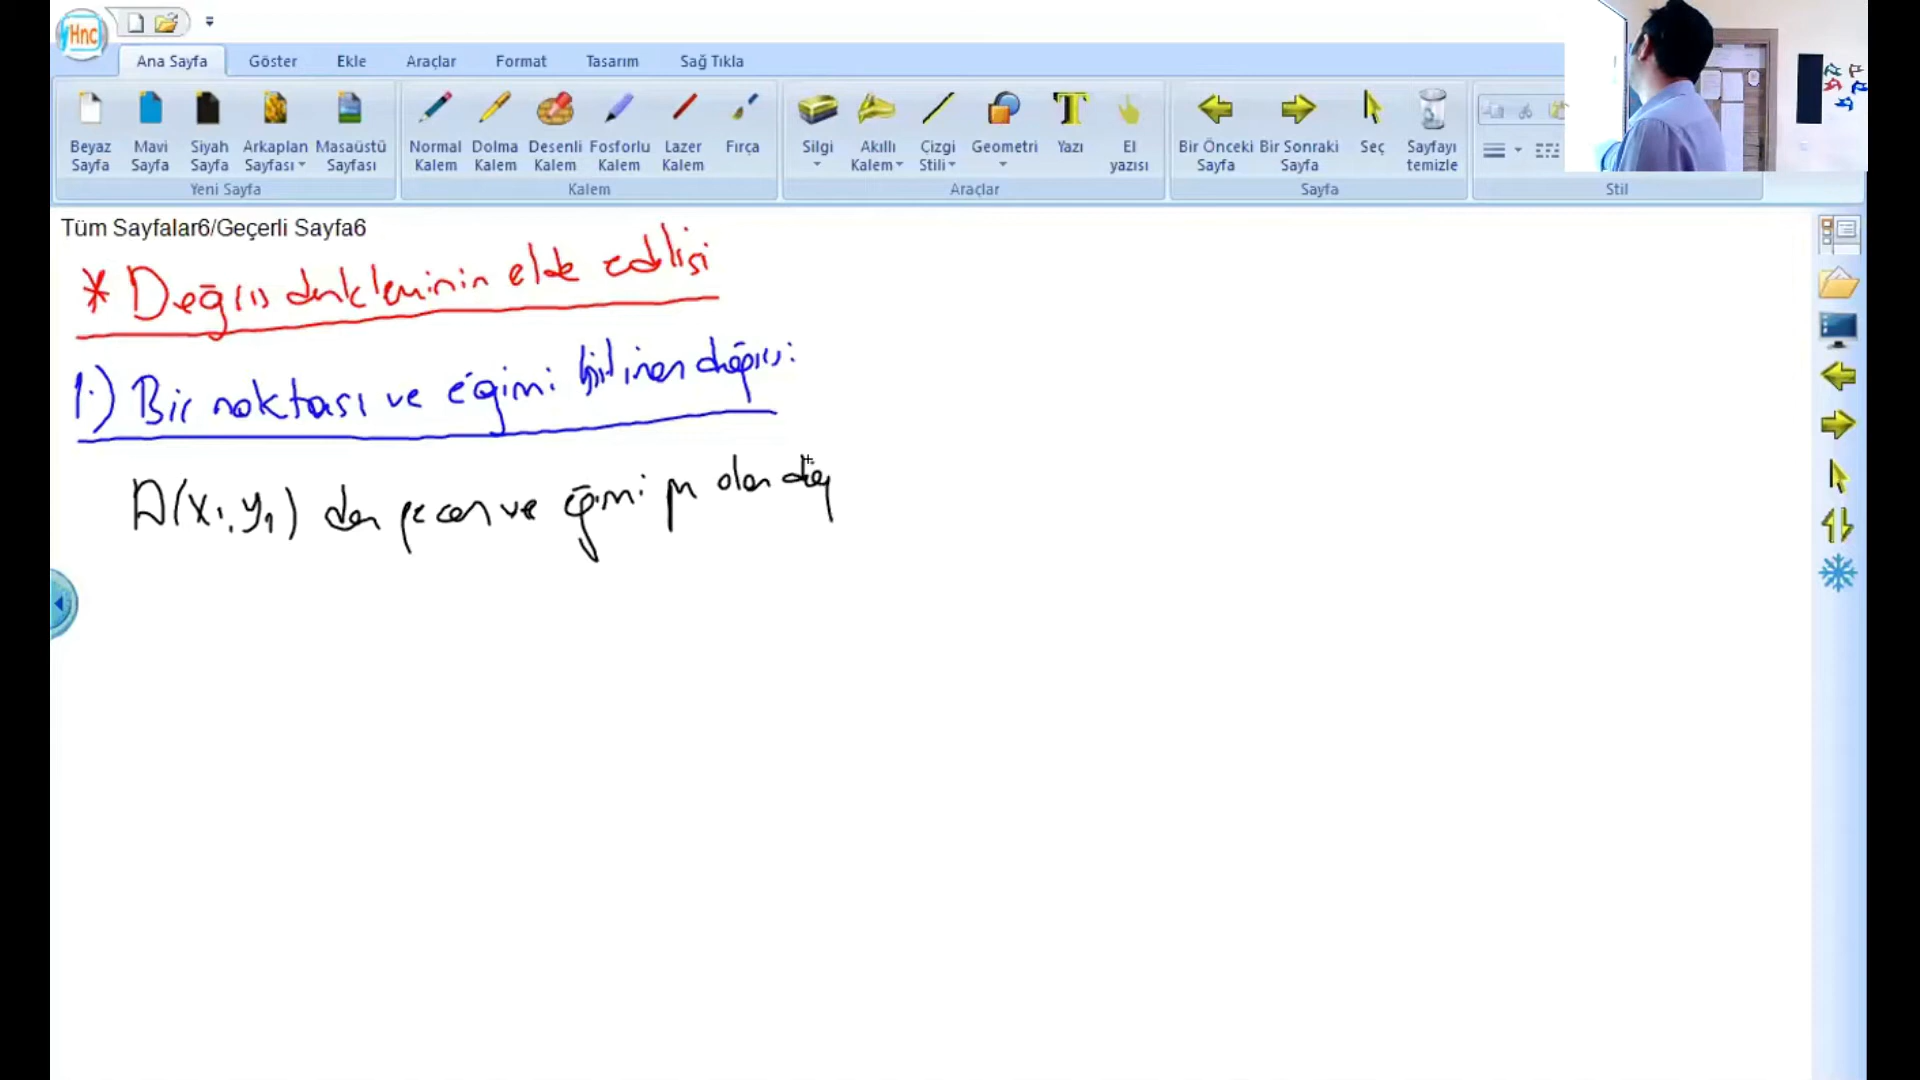 Hnc
Ana Sayfa Göster Ekle Araçlar Format Tasarım Sağ Tıkla
Beyaz Sayfa Mavi Sayfa Siyah Sayfa Arkaplan Sayfası Masaüstü Sayfası
Normal Kalem Dolma Kalem Desenli Kalem Fosforlu Kalem Lazer Kalem Fırça
Silgi Akıllı Kalem Çizgi Stili Geometri Yazı El yazısı
Bir Önceki Sayfa Bir Sonraki Sayfa Seç Sayfayı temizle
Yeni Sayfa Kalem Araçlar Sayfa Stil
Tüm Sayfalar6/Geçerli Sayfa6
* Doğru denkleminin elde edilişi
1.) Bir noktası ve eğimi bilinen doğru:
A(x₁, y₁) den geçen ve eğimi m olan doğ